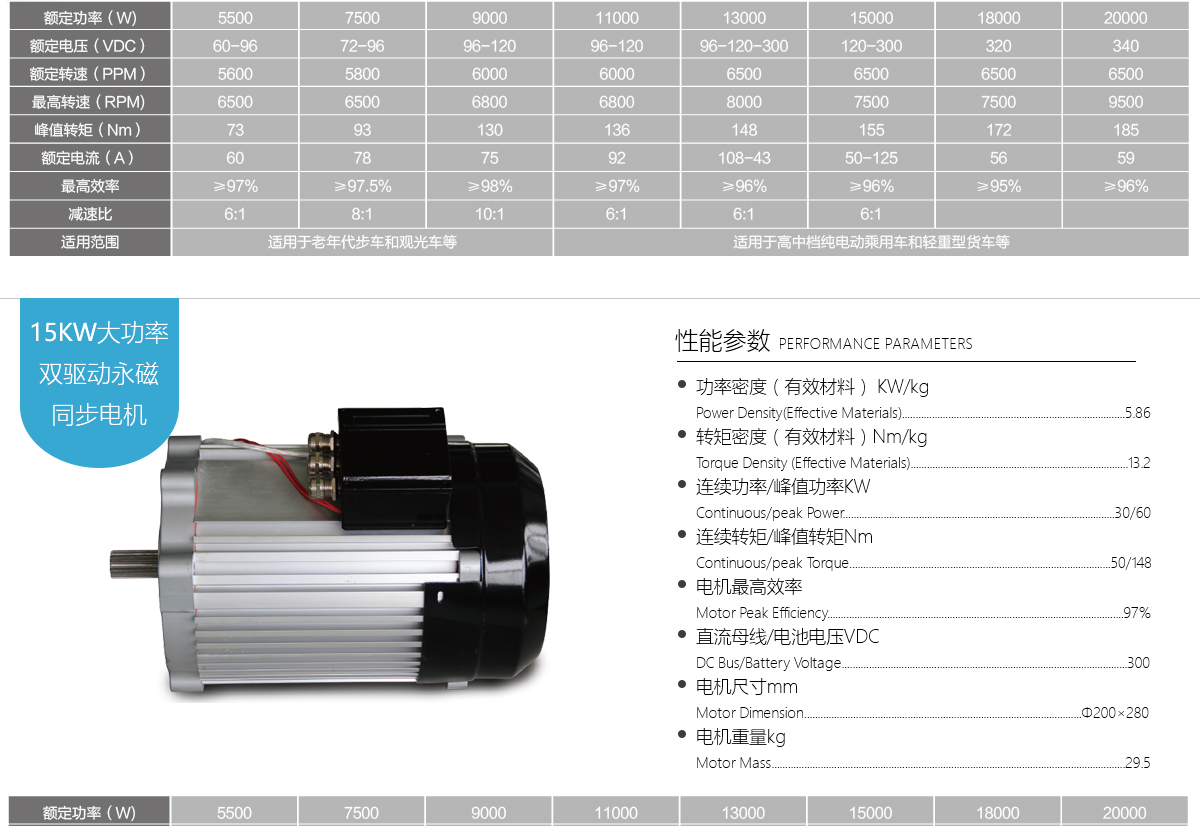 额定功率（W） 5500 7500 9000 11000 13000 15000 18000 20000
额定电压（VDC） 60-96 72-96 96-120 96-120 96-120-300 120-300 320 340
额定转速（PPM） 5600 5800 6000 6000 6500 6500 6500 6500
最高转速（RPM) 6500 6500 6800 6800 8000 7500 7500 9500
峰值转矩（Nm） 73 93 130 136 148 155 172 185
额定电流（A） 60 78 75 92 108-43 50-125 56 59
最高效率 ≥97% ≥97.5% ≥98% ≥97% ≥96% ≥96% ≥95% ≥96%
减速比 6:1 8:1 10:1 6:1 6:1 6:1
适用范围 适用于老年代步车和观光车等 适用于高中档纯电动乘用车和轻重型货车等
15KW大功率
双驱动永磁
同步电机
性能参数 PERFORMANCE PARAMETERS
● 功率密度（有效材料） KW/kg
Power Density(Effective Materials)....5.86
● 转矩密度（有效材料）Nm/kg
Torque Density (Effective Materials)....13.2
● 连续功率/峰值功率KW
Continuous/peak Power....30/60
● 连续转矩/峰值转矩Nm
Continuous/peak Torque....50/148
● 电机最高效率
Motor Peak Efficiency....97%
● 直流母线/电池电压VDC
DC Bus/Battery Voltage....300
● 电机尺寸mm
Motor Dimension....Φ200×280
● 电机重量kg
Motor Mass....29.5
额定功率（W） 5500 7500 9000 11000 13000 15000 18000 20000